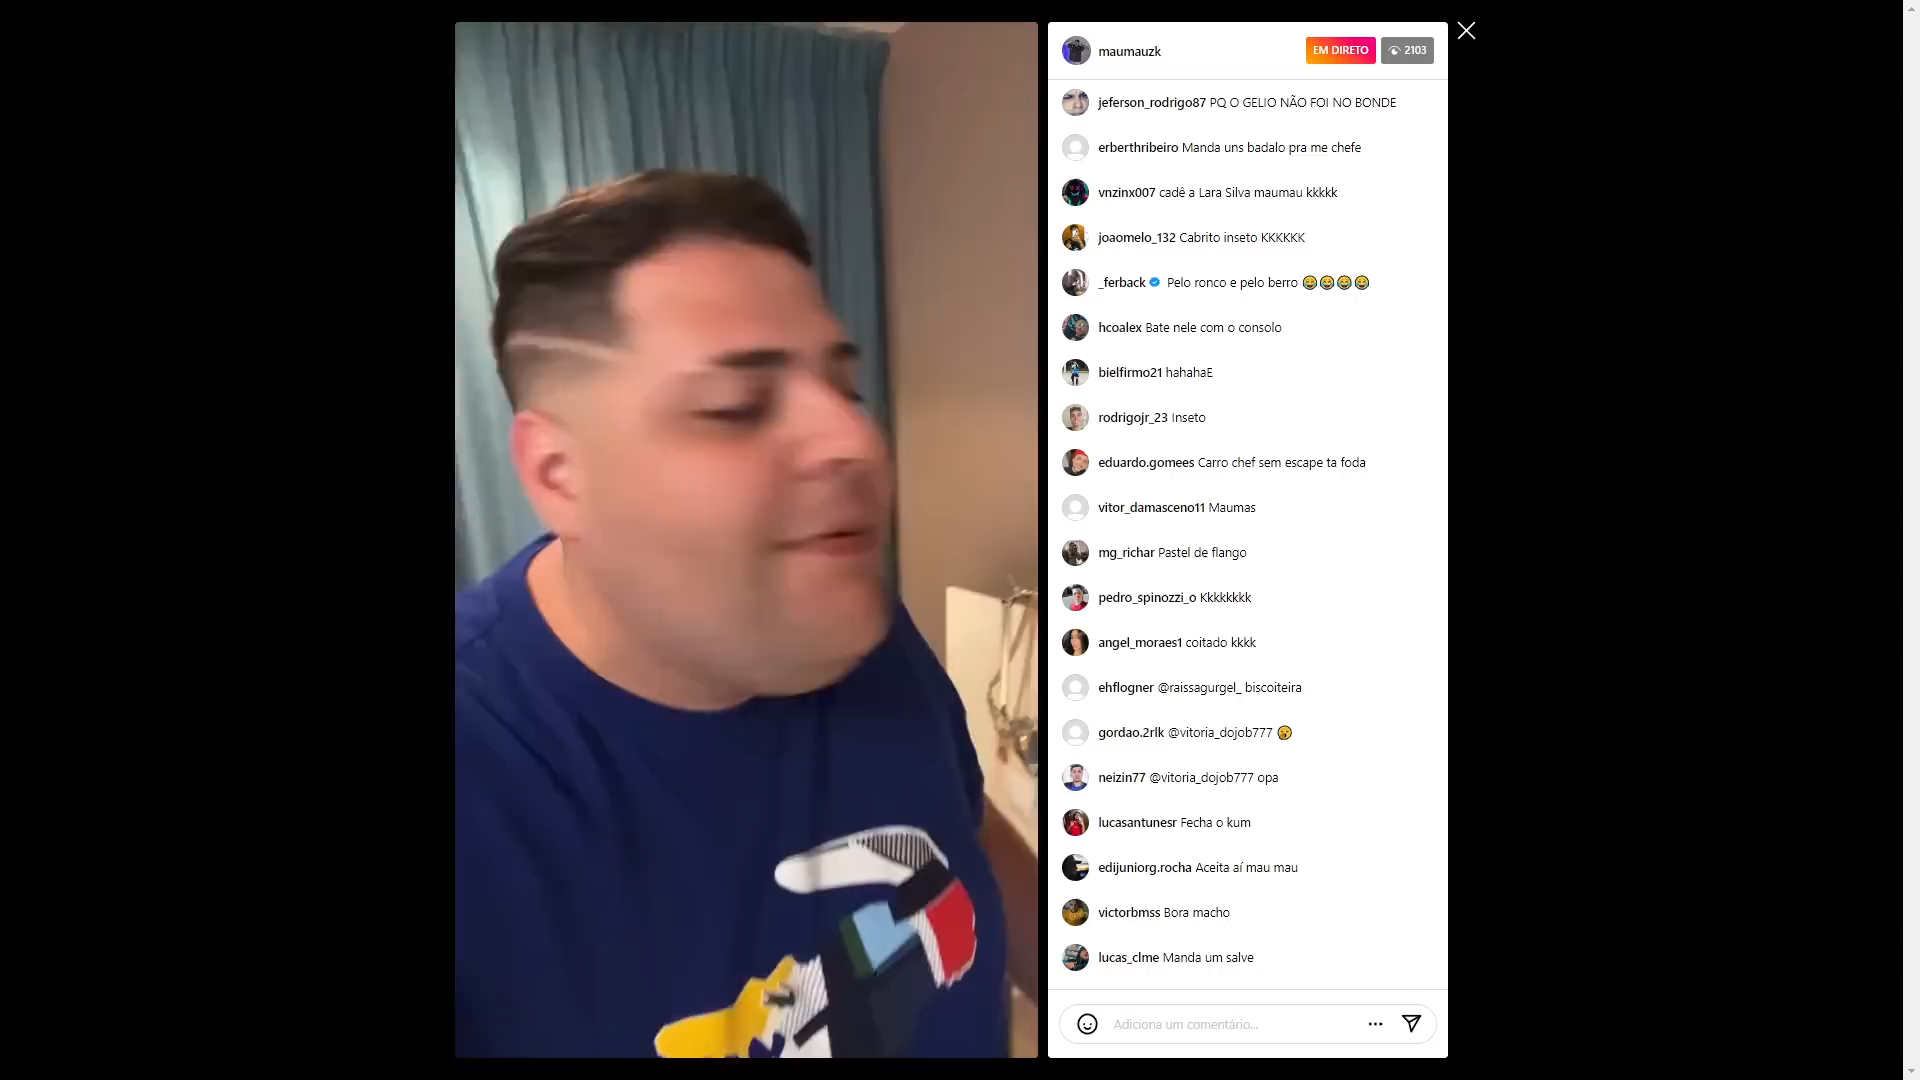 maumauzk
EM DIRETO
2103
jeferson_rodrigo87 PQ O GELIO NÃO FOI NO BONDE
erberthribeiro Manda uns badalo pra me chefe
vnzinx007 cadê a Lara Silva maumau kkkkk
joaomelo_132 Cabrito inseto KKKKKK
_ferback Pelo ronco e pelo berro 😂😂😂😂
hcoalex Bate nele com o consolo
bielfirmo21 hahahaE
rodrigojr_23 Inseto
eduardo.gomees Carro chef sem escape ta foda
vitor_damasceno11 Maumas
mg_richar Pastel de flango
pedro_spinozzi_o Kkkkkkkk
angel_moraes1 coitado kkkk
ehflogner @raissagurgel_ biscoiteira
gordao.2rlk @vitoria_dojob777 😲
neizin77 @vitoria_dojob777 opa
lucasantunesr Fecha o kum
edijuniorg.rocha Aceita aí mau mau
victorbmss Bora macho
lucas_clme Manda um salve
Adiciona um comentário...